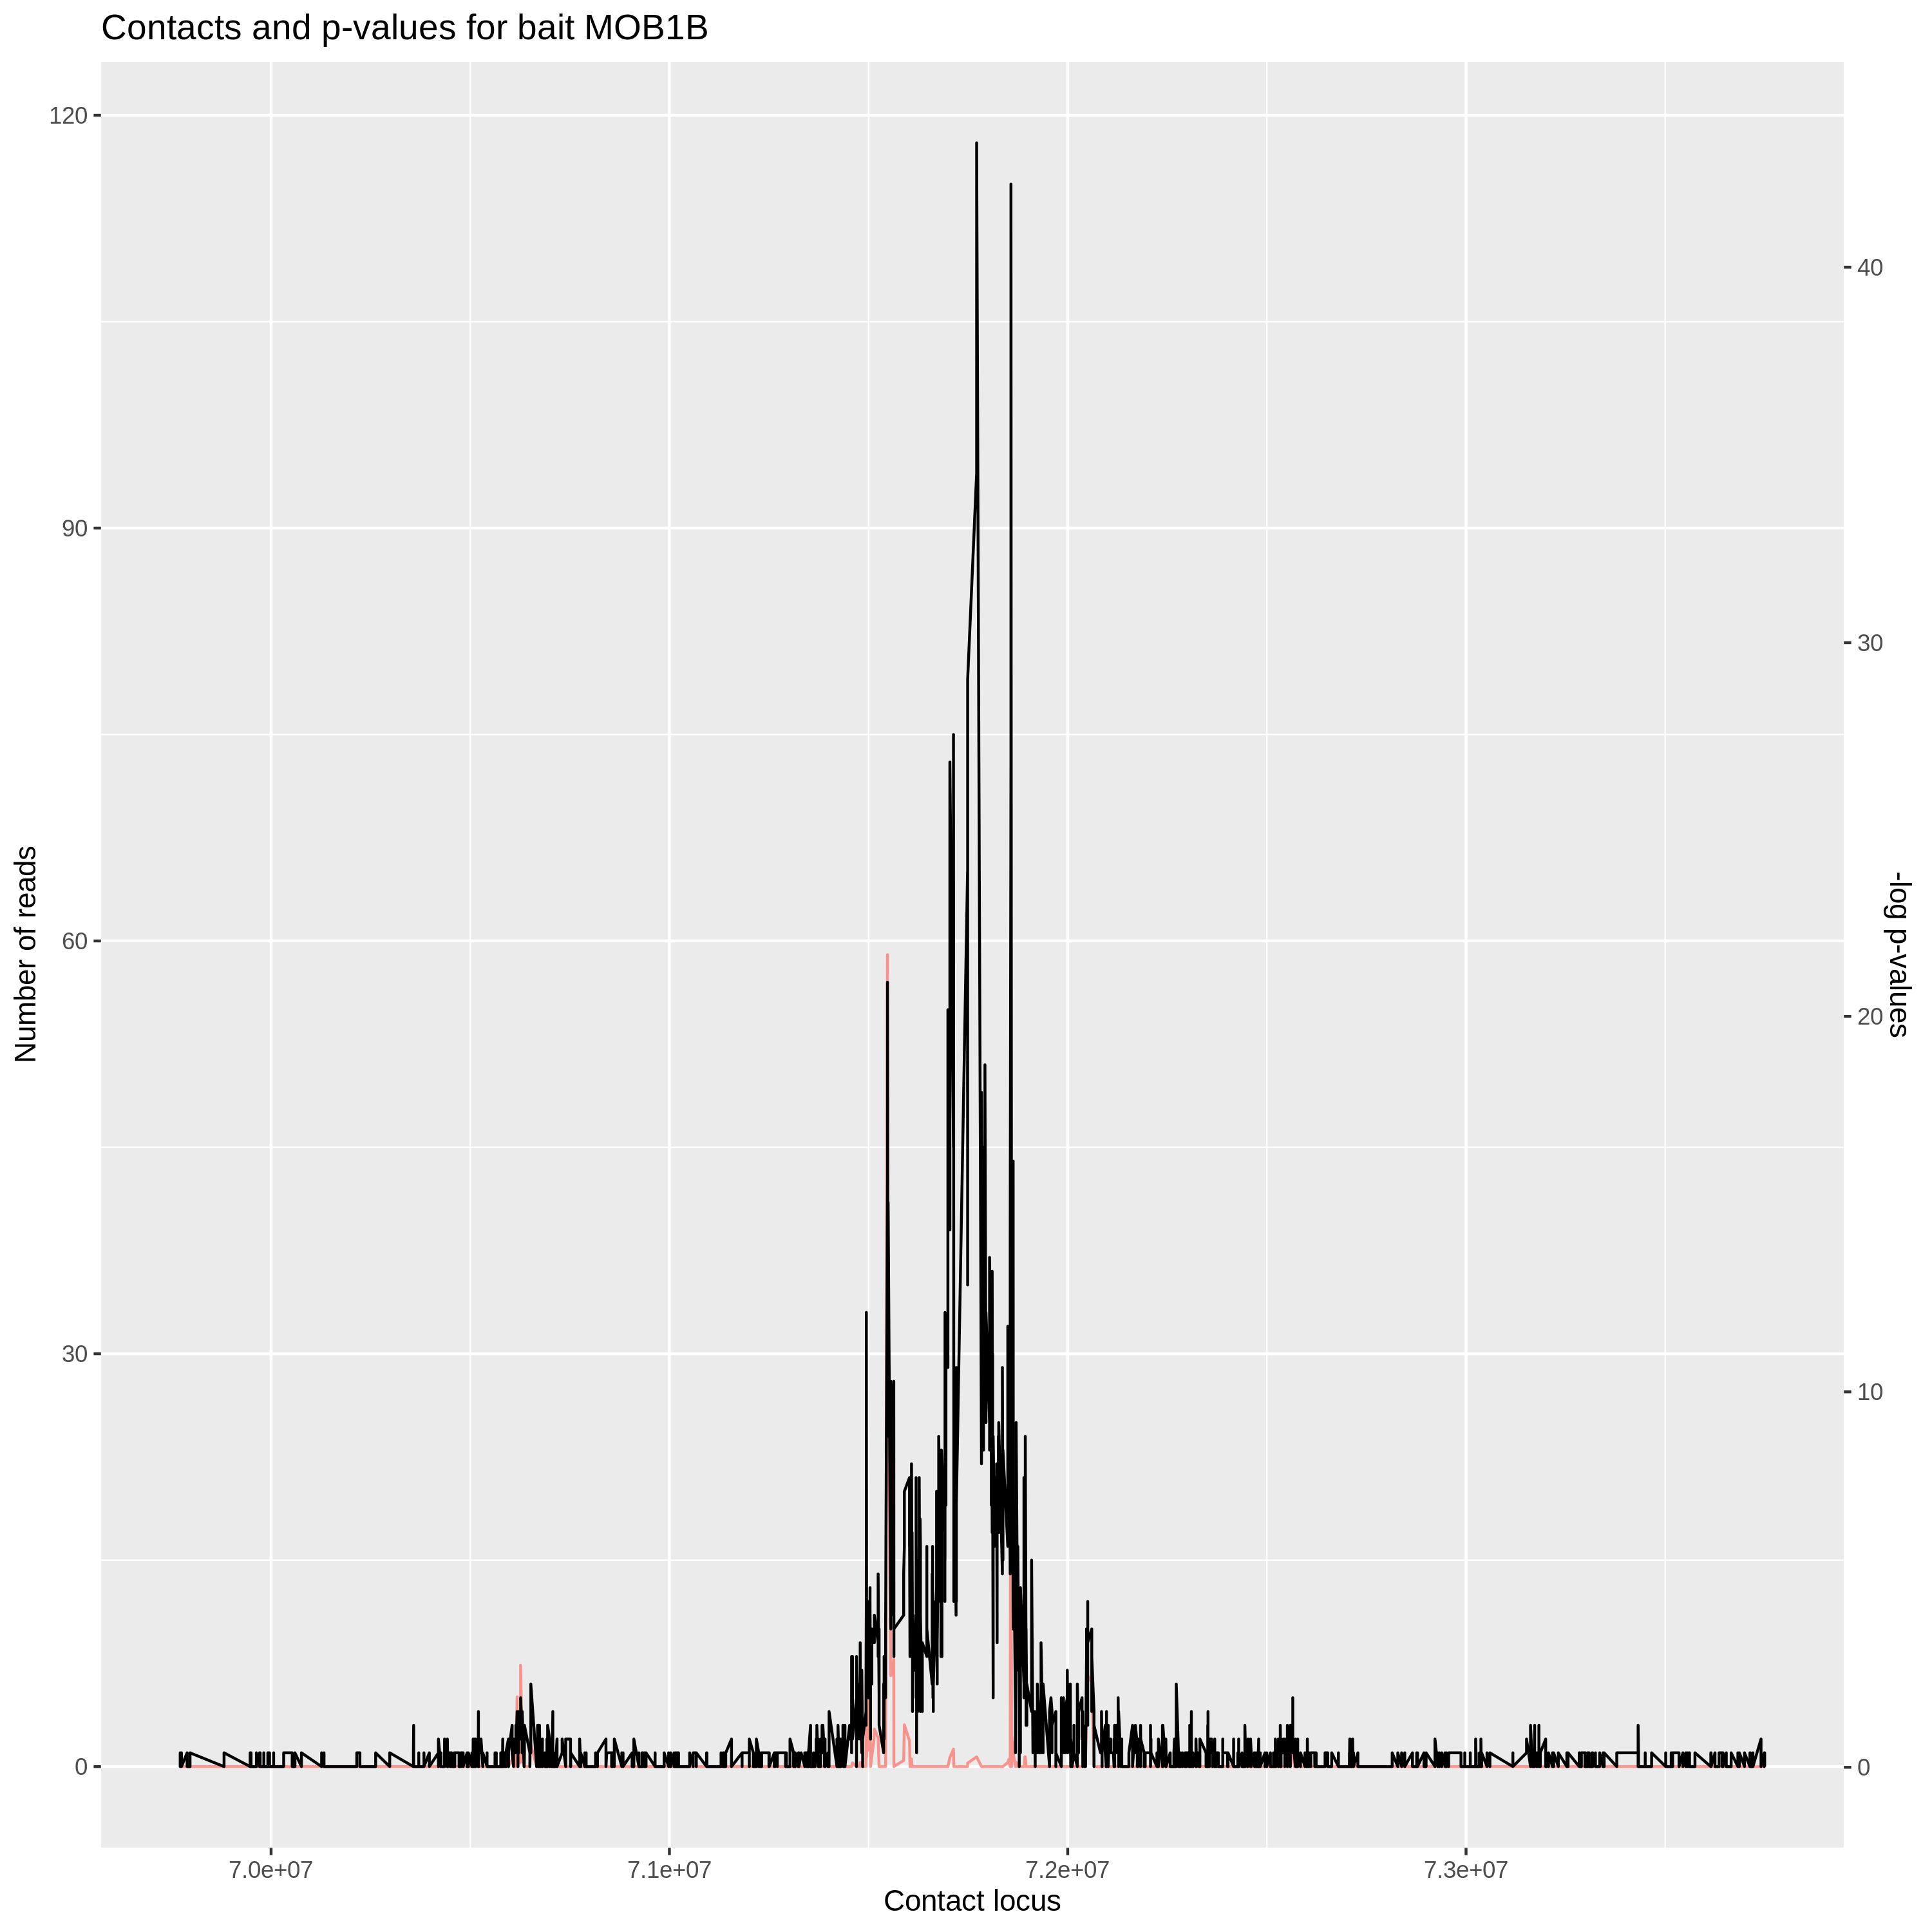 Contacts and p-values for bait MOB1B
120
90
60
30
0
40
30
20
10
0
Number of reads
-log p-values
7.0e+07
7.1e+07
7.2e+07
7.3e+07
Contact locus